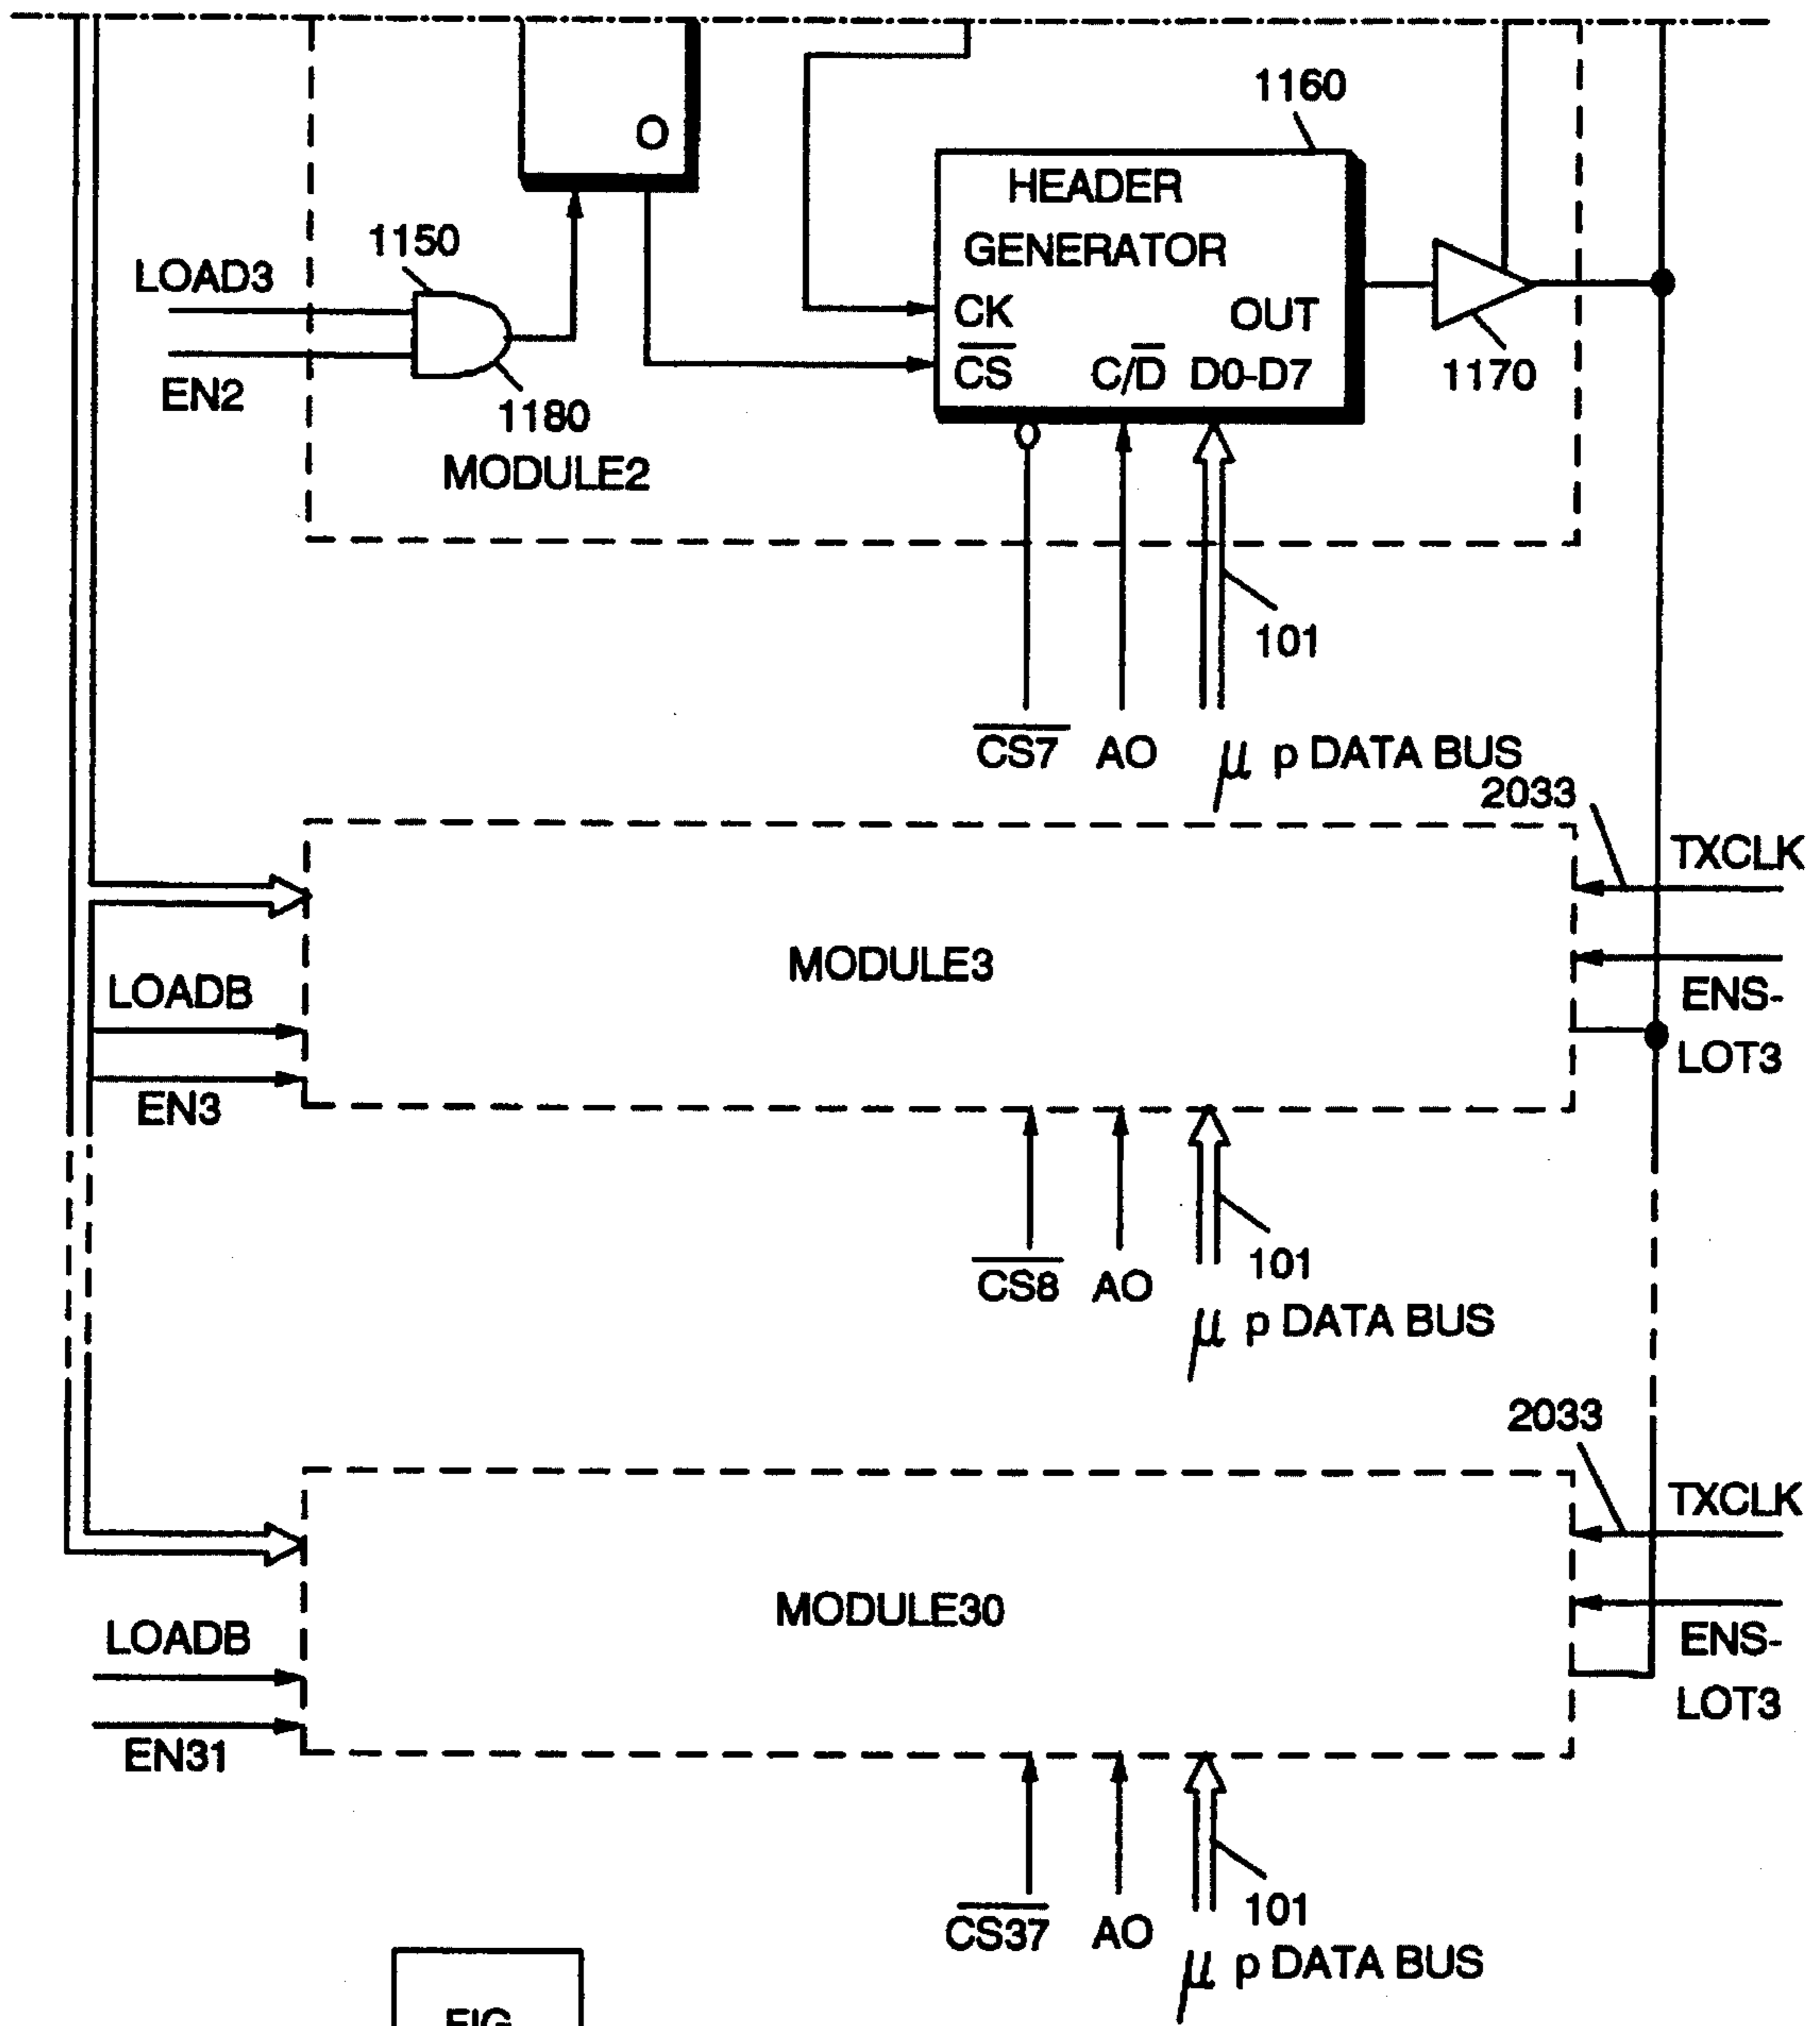 O
1160
HEADER
GENERATOR
CK
OUT
CS
C/D
D0-D7
1150
LOAD3
EN2
1180
MODULE2
1170
101
CS7
AO
μ p DATA BUS
2033
TXCLK
MODULE3
LOADB
ENS-
LOT3
EN3
101
CS8
AO
μ p DATA BUS
2033
TXCLK
MODULE30
LOADB
ENS-
LOT3
EN31
101
CS37
AO
μ p DATA BUS
FIG